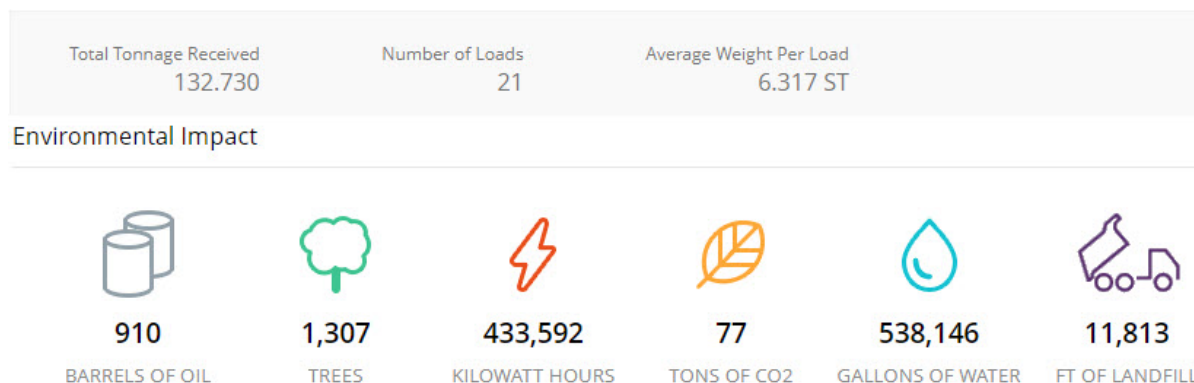 Total Tonnage Received Number of Loads Average Weight Per Load
132.730 21 6.317 ST
Environmental Impact
910 1,307 433,592 77 538,146 11,813
BARRELS OF OIL TREES KILOWATT HOURS TONS OF CO2 GALLONS OF WATER FT OF LANDFILL